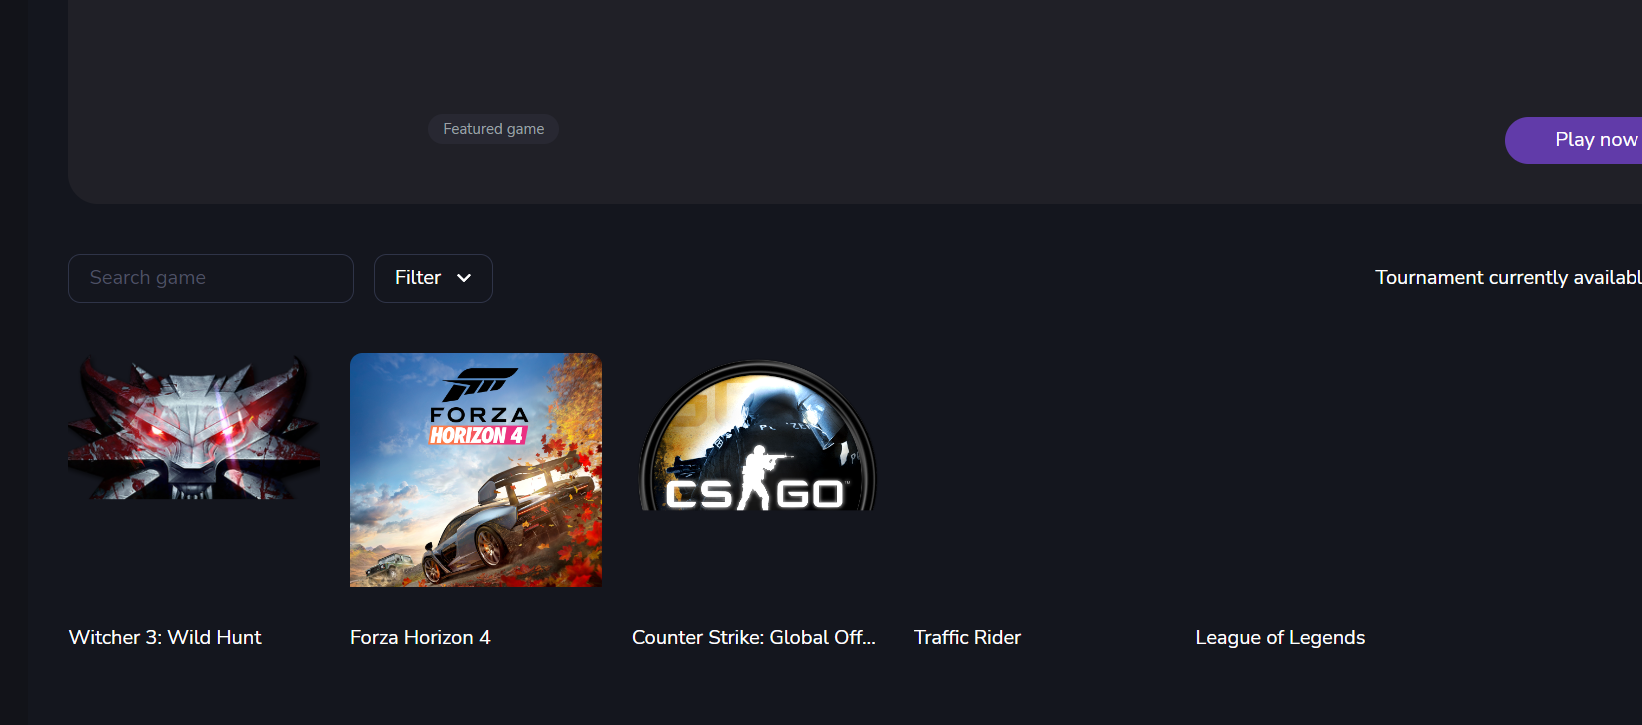 Featured game
Play now
Search game
Filter
Tournament currently availabl
FORZA
HORIZON 4
CS GO
Witcher 3: Wild Hunt
Forza Horizon 4
Counter Strike: Global Off...
Traffic Rider
League of Legends